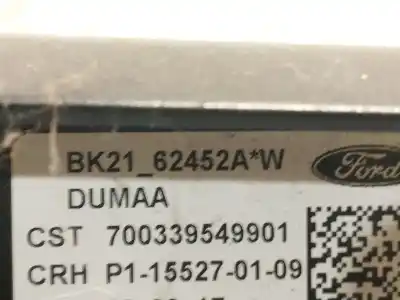 BK21_62452A*W
Ford
DUMAA
CST 700339549901
CRH P1-15527-01-09